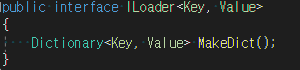 public interface ILoader<Key, Value>
{
    Dictionary<Key, Value> MakeDict();
}